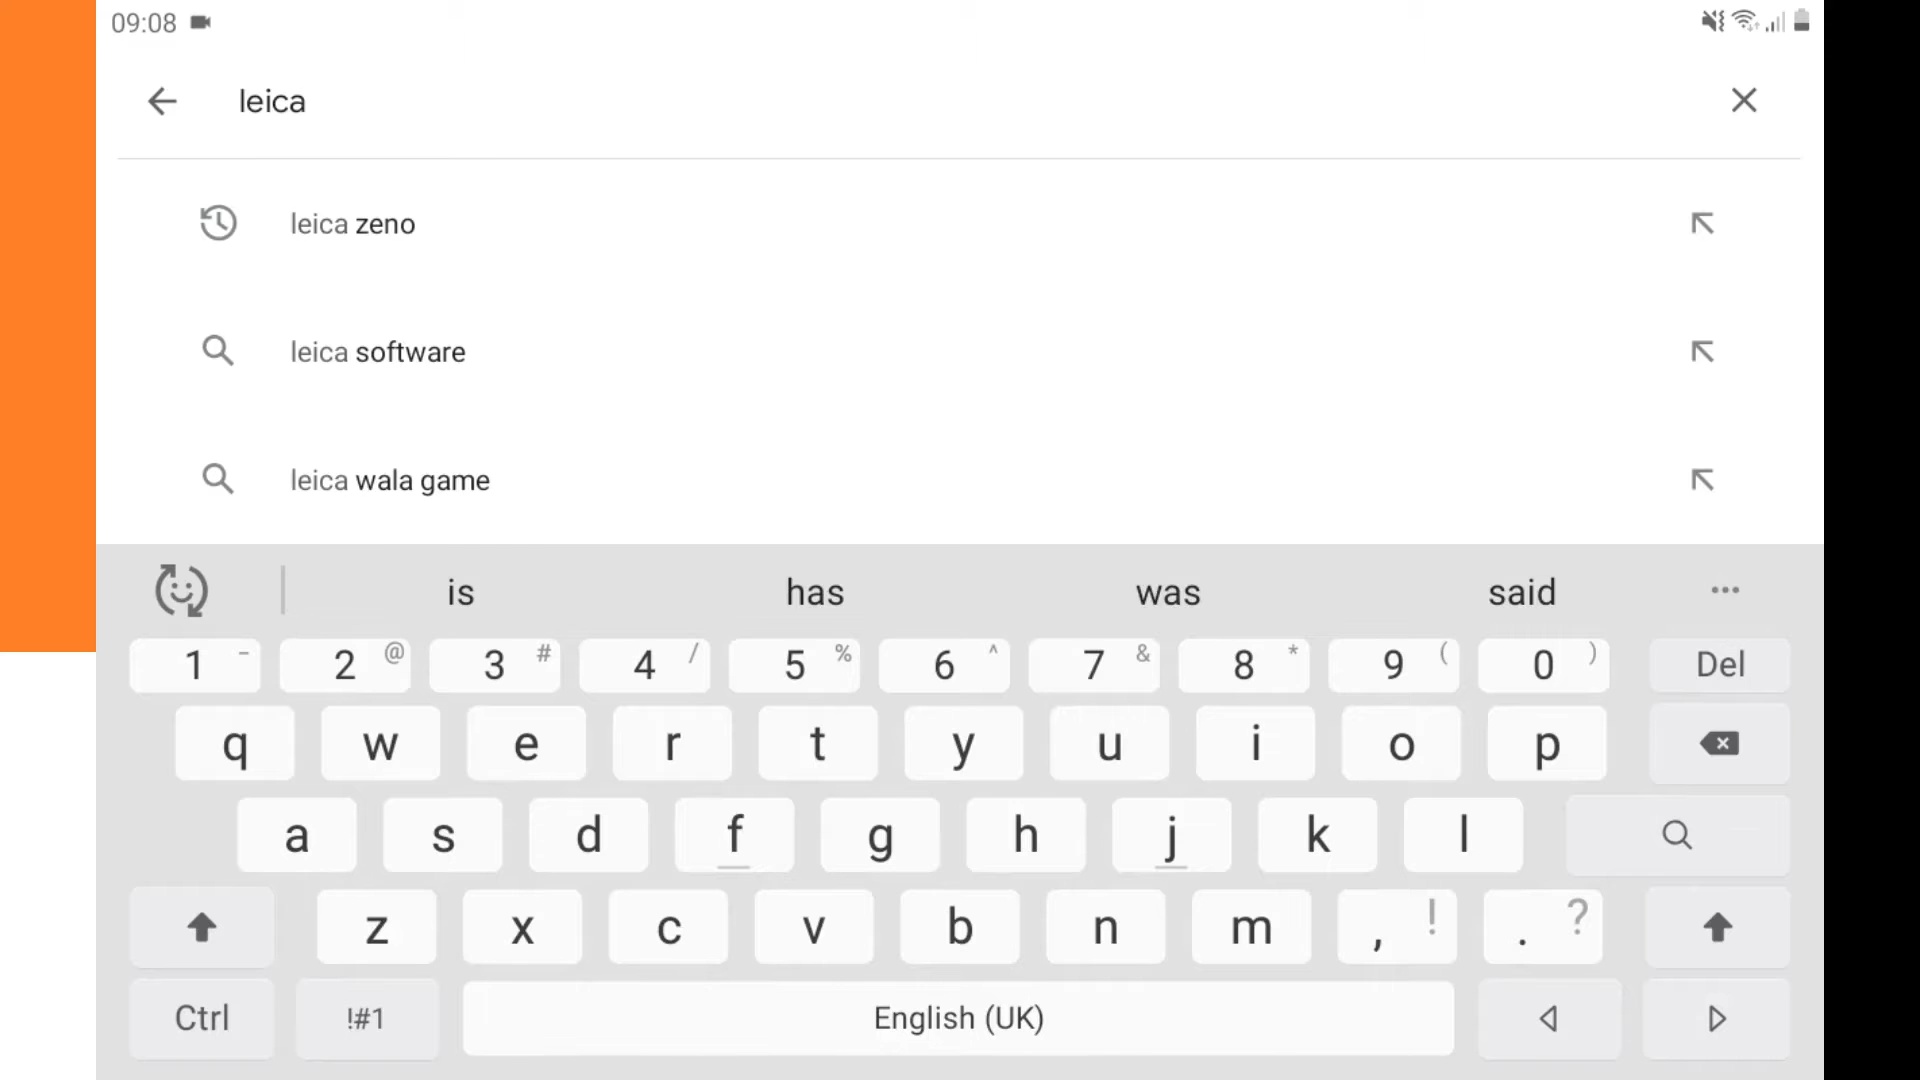 09:08
leica
leica zeno
leica software
leica wala game
is has was said ...
1 - 2 @ 3 # 4 / 5 % 6 ^ 7 & 8 * 9 ( 0 ) Del
q w e r t y u i o p
a s d f g h j k l
z x c v b n m , ! . ?
Ctrl !#1 English (UK)